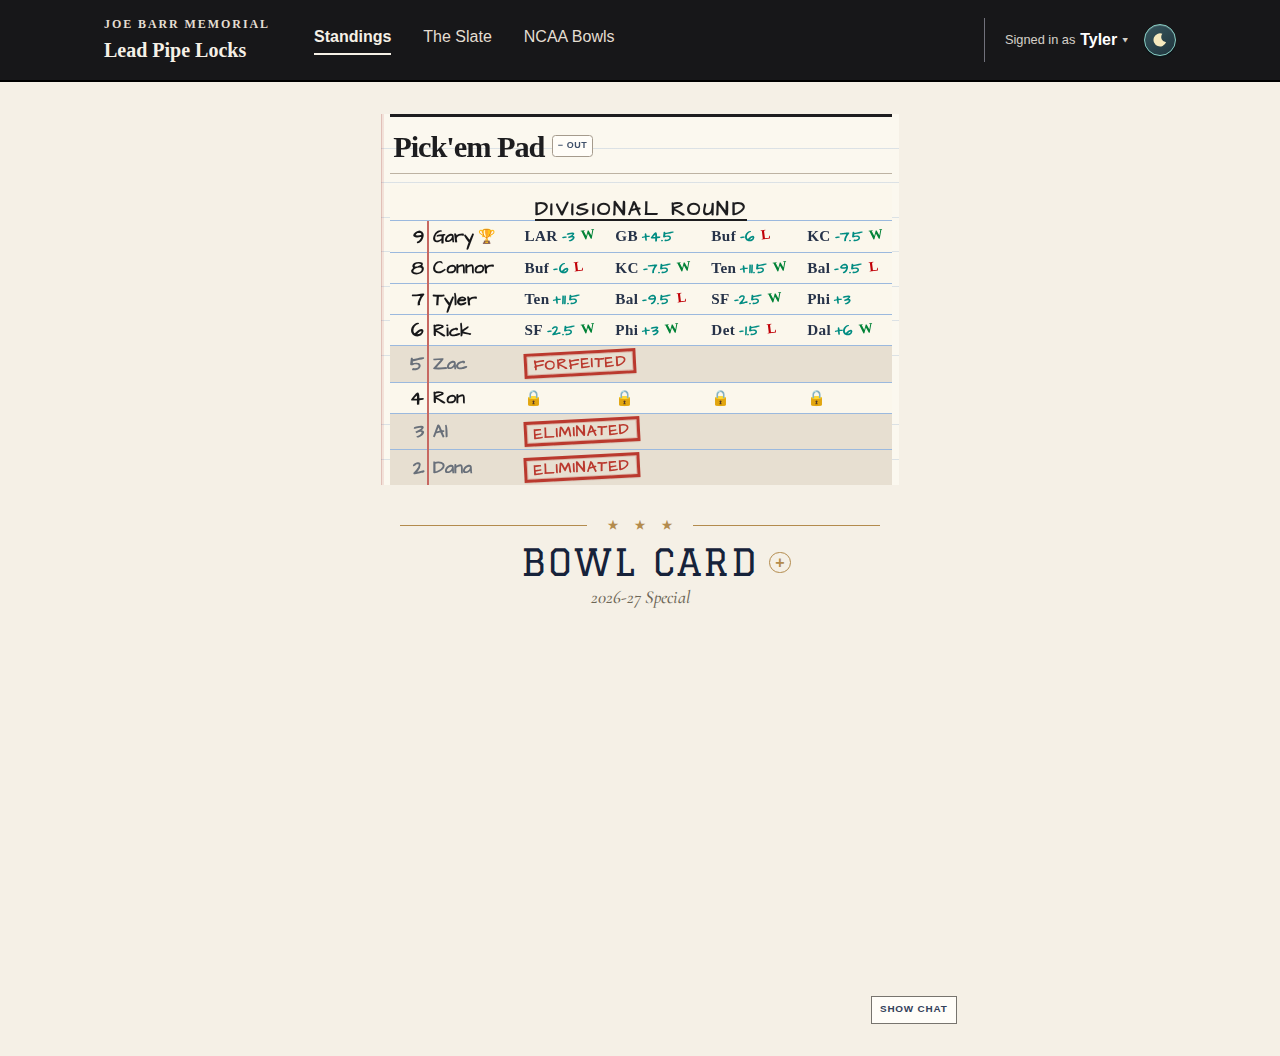 JOE BARR MEMORIAL
Lead Pipe Locks
Standings The Slate NCAA Bowls
Signed in as Tyler ▾
Pick'em Pad − OUT
DIVISIONAL ROUND
9 Gary 🏆 LAR -3 W GB +4.5 Buf -6 L KC -7.5 W
8 Connor Buf -6 L KC -7.5 W Ten +11.5 W Bal -9.5 L
7 Tyler Ten +11.5 Bal -9.5 L SF -2.5 W Phi +3
6 Rick SF -2.5 W Phi +3 W Det -1.5 L Dal +6 W
5 Zac FORFEITED
4 Ron 🔒 🔒 🔒 🔒
3 Al ELIMINATED
2 Dana ELIMINATED
★ ★ ★
BOWL CARD +
2026-27 Special
SHOW CHAT